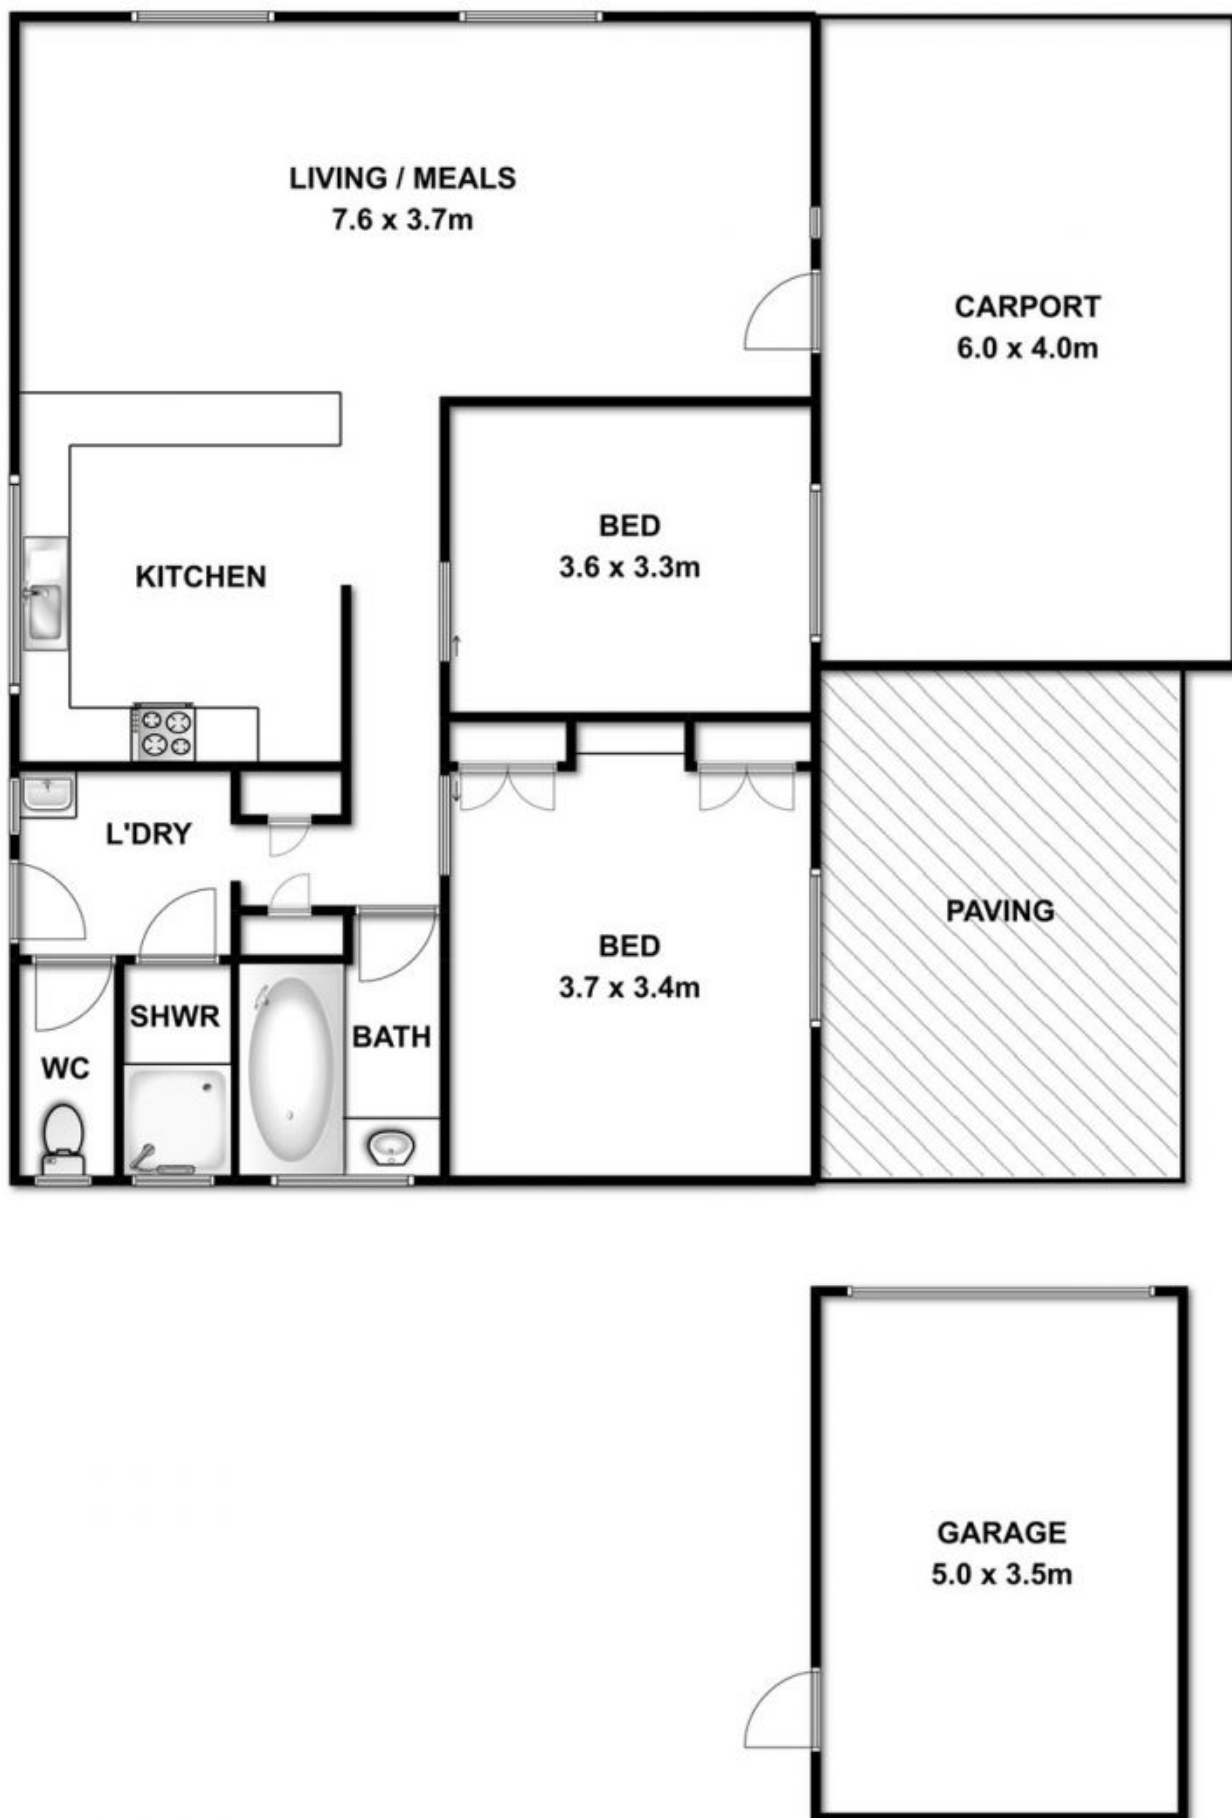 LIVING / MEALS
7.6 x 3.7m
CARPORT
6.0 x 4.0m
BED
3.6 x 3.3m
KITCHEN
L'DRY
PAVING
BED
3.7 x 3.4m
SHWR
BATH
WC
GARAGE
5.0 x 3.5m